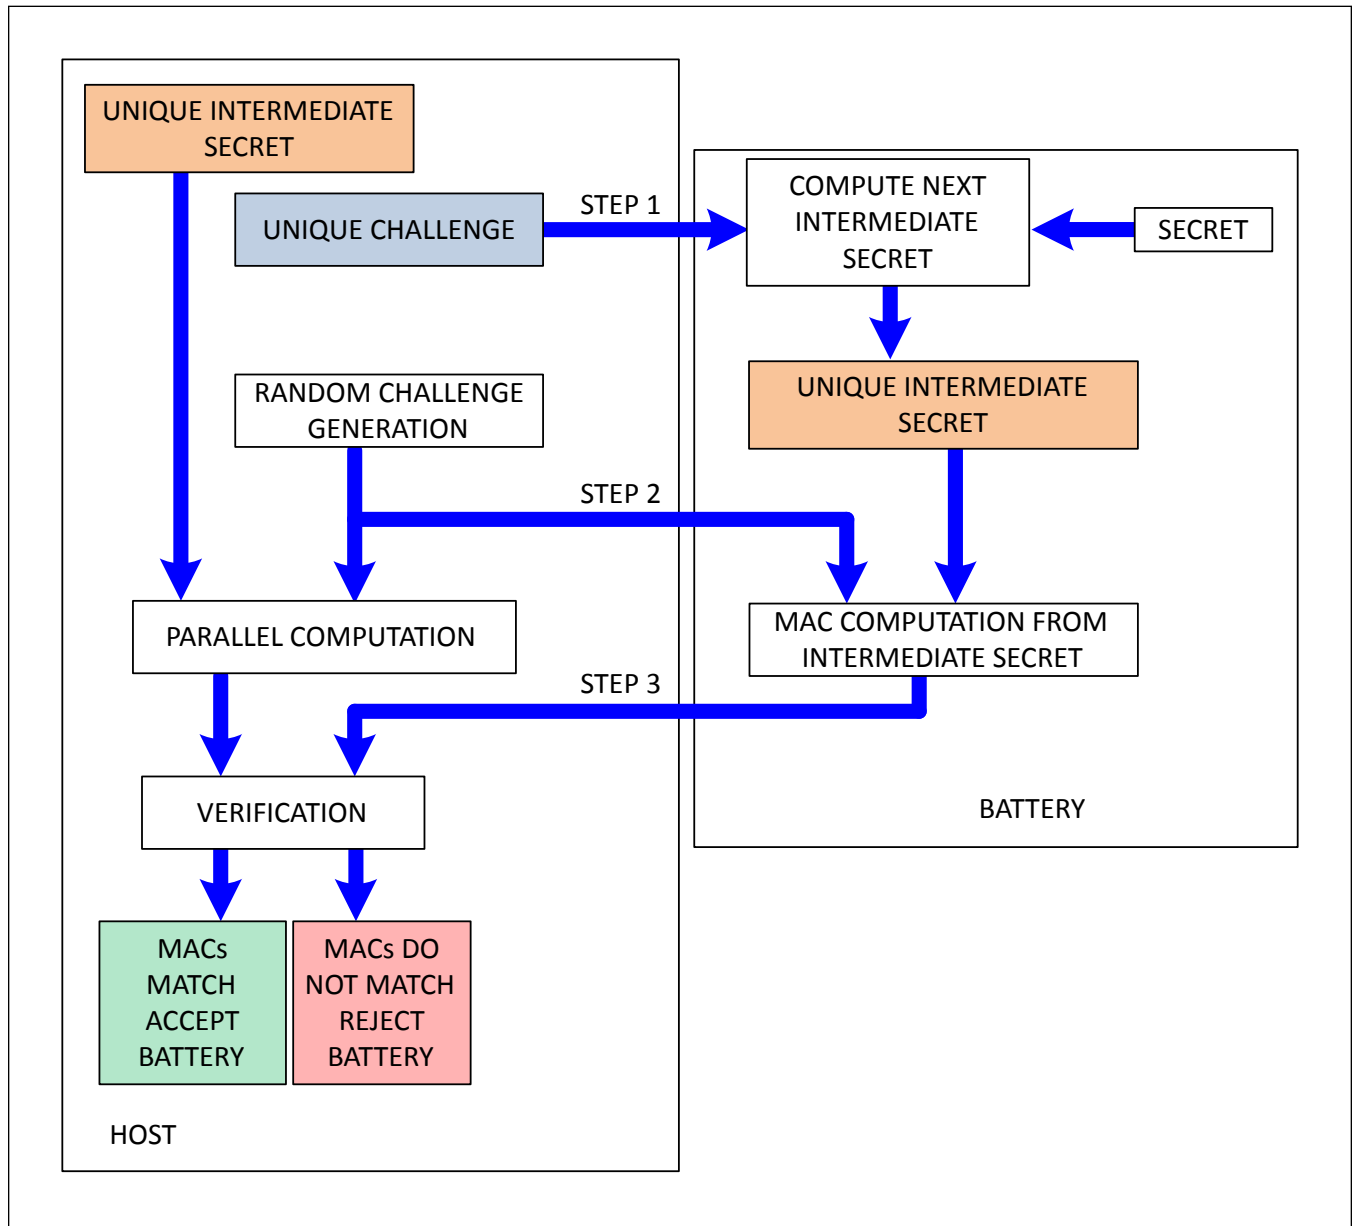 UNIQUE INTERMEDIATE
SECRET
UNIQUE CHALLENGE
STEP 1
COMPUTE NEXT
INTERMEDIATE
SECRET
SECRET
RANDOM CHALLENGE
GENERATION
UNIQUE INTERMEDIATE
SECRET
STEP 2
PARALLEL COMPUTATION
MAC COMPUTATION FROM
INTERMEDIATE SECRET
STEP 3
VERIFICATION
BATTERY
MACs
MATCH
ACCEPT
BATTERY
MACs DO
NOT MATCH
REJECT
BATTERY
HOST